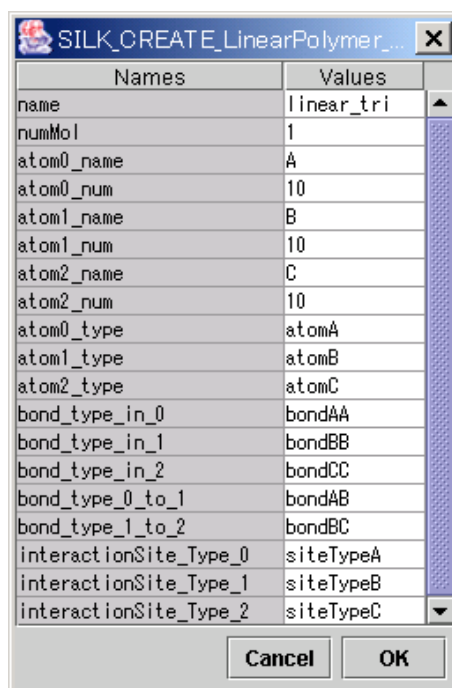 SILK_CREATE_LinearPolymer_...
Names Values
name linear_tri
numMol 1
atom0_name A
atom0_num 10
atom1_name B
atom1_num 10
atom2_name C
atom2_num 10
atom0_type atomA
atom1_type atomB
atom2_type atomC
bond_type_in_0 bondAA
bond_type_in_1 bondBB
bond_type_in_2 bondCC
bond_type_0_to_1 bondAB
bond_type_1_to_2 bondBC
interactionSite_Type_0 siteTypeA
interactionSite_Type_1 siteTypeB
interactionSite_Type_2 siteTypeC
Cancel OK